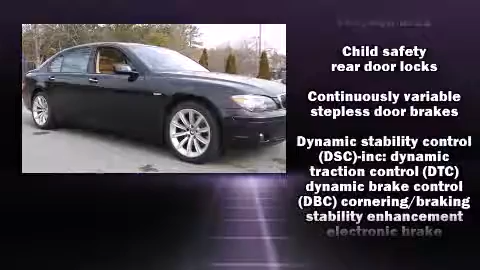 Child safety
rear door locks
Continuously variable
stepless door brakes
Dynamic stability control
(DSC)-inc: dynamic
traction control (DTC)
dynamic brake control
(DBC) cornering/braking
stability enhancement
electronic brake